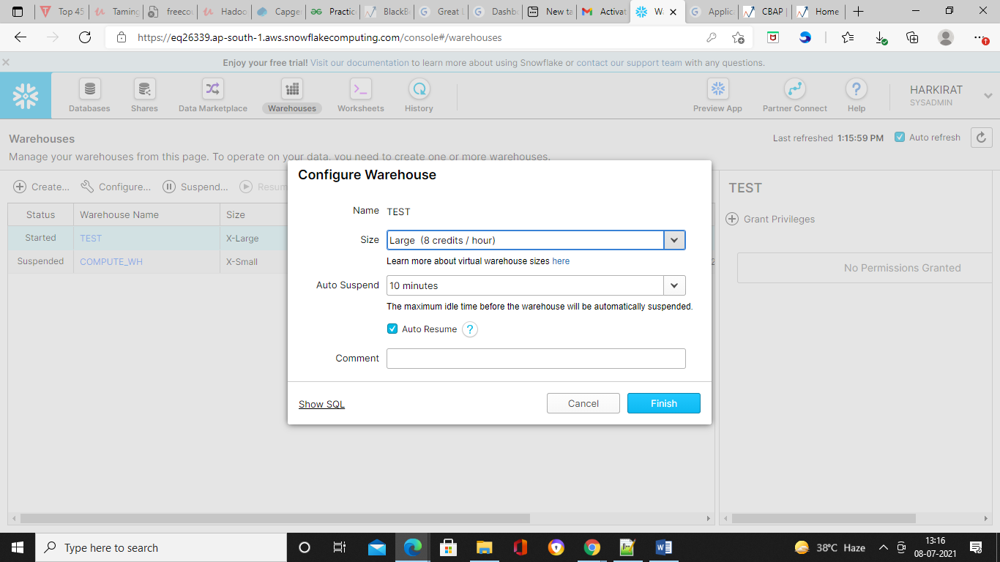 Top 45
Taming
freecou
Hadoo
Capge
Practic
BlackB
Great L
Dashbo
New ta
Activat
Wa
Applic
CBAP
Home
https://eq26339.ap-south-1.aws.snowflakecomputing.com/console#/warehouses
Enjoy your free trial! Visit our documentation to learn more about using Snowflake or contact our support team with any questions.
Databases
Shares
Data Marketplace
Warehouses
Worksheets
History
Preview App
Partner Connect
Help
HARKIRAT
SYSADMIN
Warehouses
Last refreshed 1:15:59 PM
Auto refresh
Manage your warehouses from this page. To operate on your data, you need to create one or more warehouses.
Create...
Configure...
Suspend...
Resum
Status
Warehouse Name
Size
Started
TEST
X-Large
Suspended
COMPUTE_WH
X-Small
Configure Warehouse
Name
TEST
Size
Large (8 credits / hour)
Learn more about virtual warehouse sizes here
Auto Suspend
10 minutes
The maximum idle time before the warehouse will be automatically suspended.
Auto Resume
?
Comment
Show SQL
Cancel
Finish
TEST
Grant Privileges
No Permissions Granted
Type here to search
38°C Haze
13:16
08-07-2021